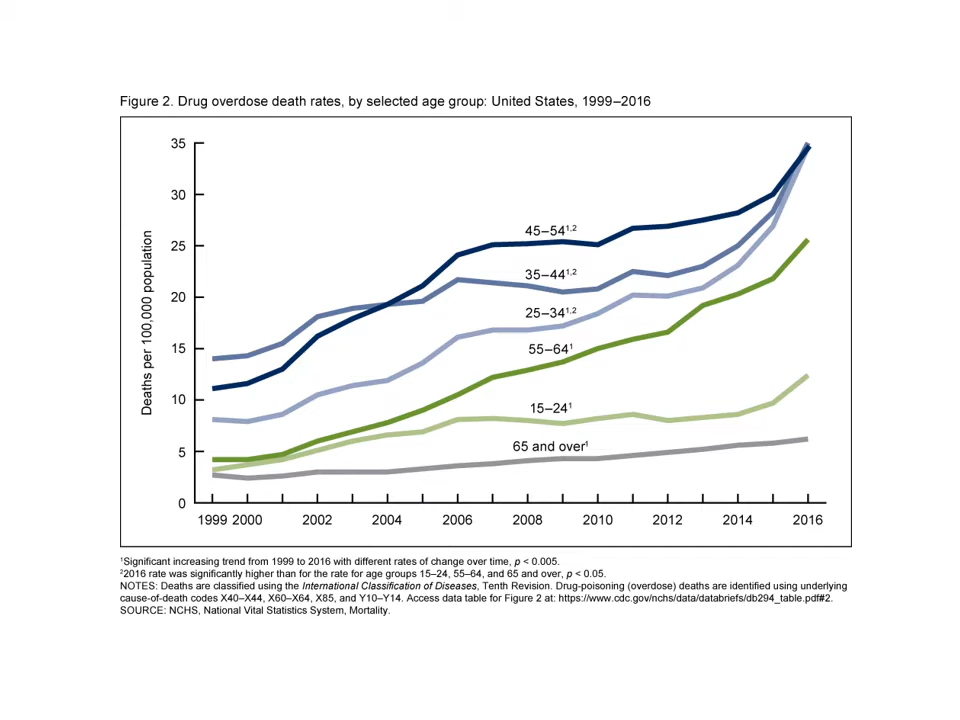 Figure 2. Drug overdose death rates, by selected age group: United States, 1999–2016
35
30
25
20
15
10
5
0
Deaths per 100,000 population
45–54¹,²
35–44¹,²
25–34¹,²
55–64¹
15–24¹
65 and over¹
1999 2000 2002 2004 2006 2008 2010 2012 2014 2016
¹Significant increasing trend from 1999 to 2016 with different rates of change over time, p < 0.005.
²2016 rate was significantly higher than for the rate for age groups 15–24, 55–64, and 65 and over, p < 0.05.
NOTES: Deaths are classified using the International Classification of Diseases, Tenth Revision. Drug-poisoning (overdose) deaths are identified using underlying
cause-of-death codes X40–X44, X60–X64, X85, and Y10–Y14. Access data table for Figure 2 at: https://www.cdc.gov/nchs/data/databriefs/db294_table.pdf#2.
SOURCE: NCHS, National Vital Statistics System, Mortality.